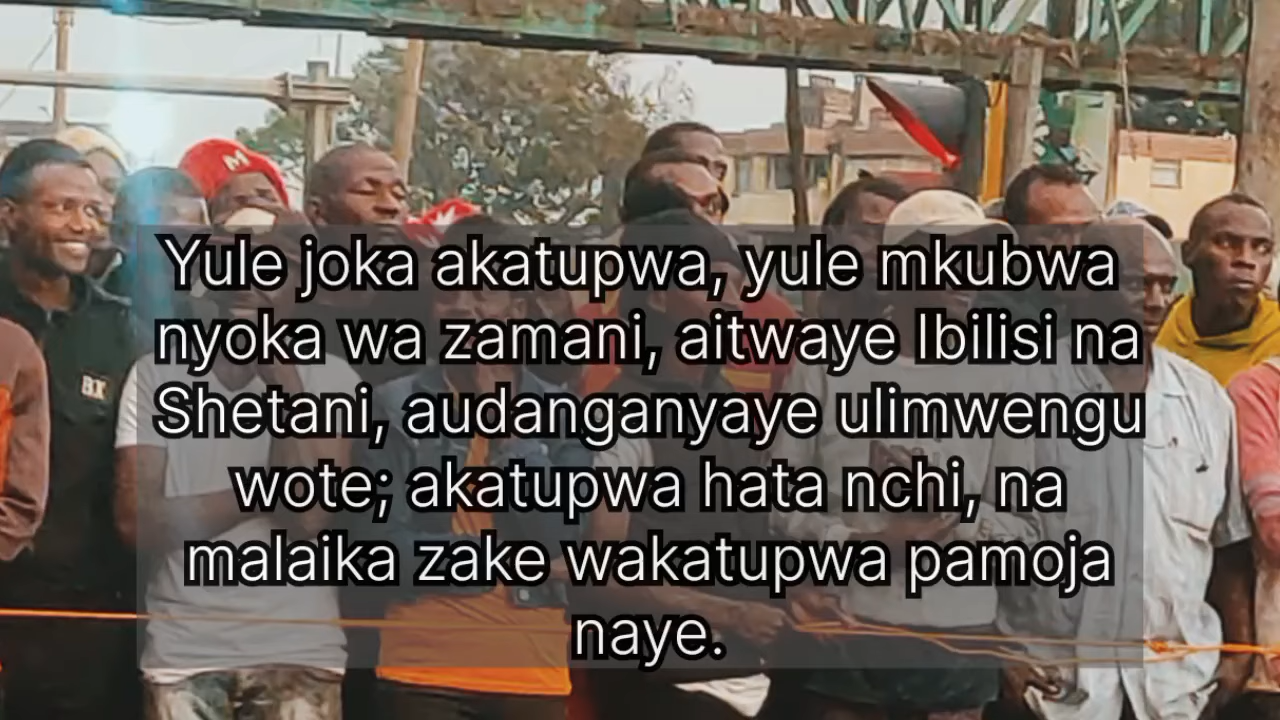 M
BK
Yule joka akatupwa, yule mkubwa
nyoka wa zamani, aitwaye Ibilisi na
Shetani, audanganyaye ulimwengu
wote; akatupwa hata nchi, na
malaika zake wakatupwa pamoja
naye.